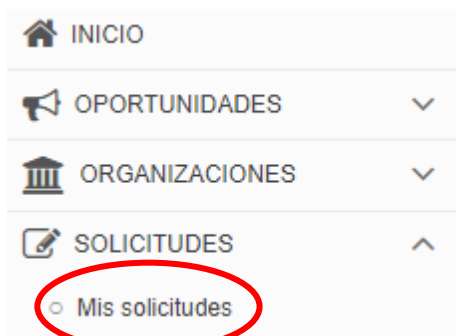 INICIO
OPORTUNIDADES
ORGANIZACIONES
SOLICITUDES
Mis solicitudes